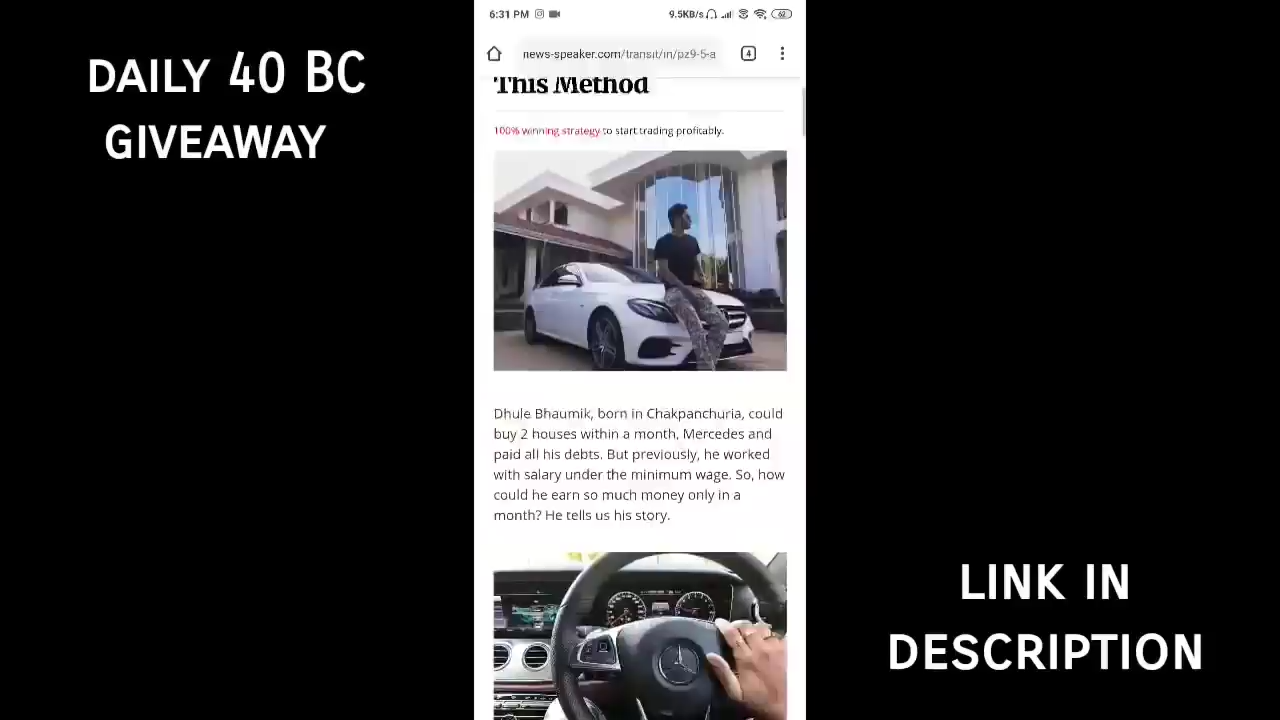 DAILY 40 BC
GIVEAWAY
6:31 PM
9.5KB/s
62
news-speaker.com/transit/in/pz9-5-a
4
This Method
100% winning strategy to start trading profitably.
Dhule Bhaumik, born in Chakpanchuria, could
buy 2 houses within a month, Mercedes and
paid all his debts. But previously, he worked
with salary under the minimum wage. So, how
could he earn so much money only in a
month? He tells us his story.
LINK IN
DESCRIPTION